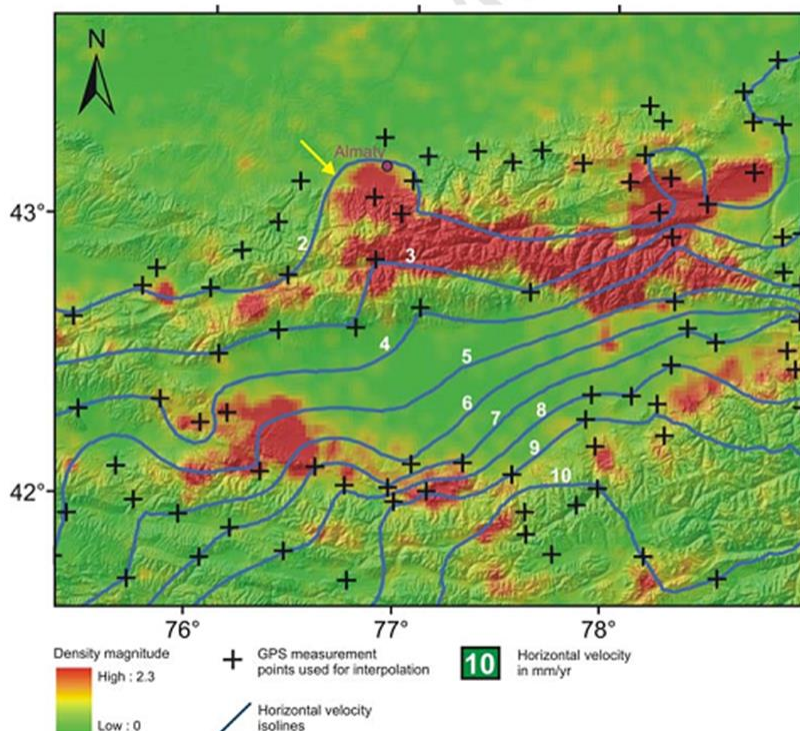 N
Almaty
43°
2
3
4
5
6
7
8
9
42°
10
76°
77°
78°
Density magnitude
High : 2.3
Low : 0
GPS measurement
points used for interpolation
Horizontal velocity
isolines
10
Horizontal velocity
in mm/yr